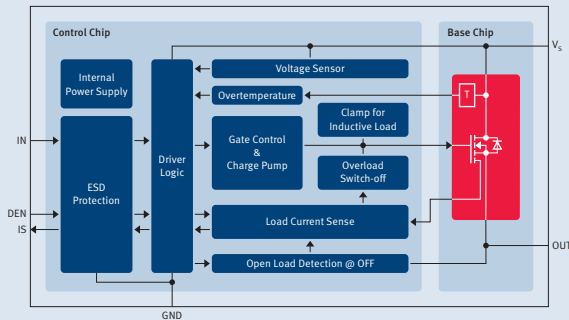 Control Chip
Base Chip
Vs
Internal
Power Supply
Voltage Sensor
Overtemperature
T
Clamp for
Inductive Load
IN
ESD
Protection
Driver
Logic
Gate Control
&
Charge Pump
Overload
Switch-off
DEN
IS
Load Current Sense
OUT
Open Load Detection @ OFF
GND